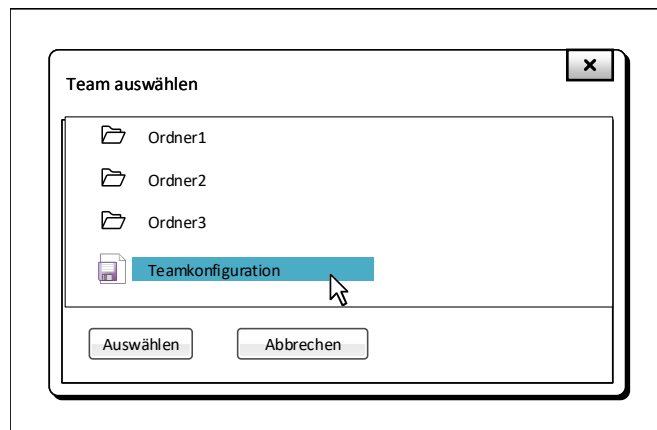 Team auswählen
Ordner1
Ordner2
Ordner3
Teamkonfiguration
Auswählen
Abbrechen